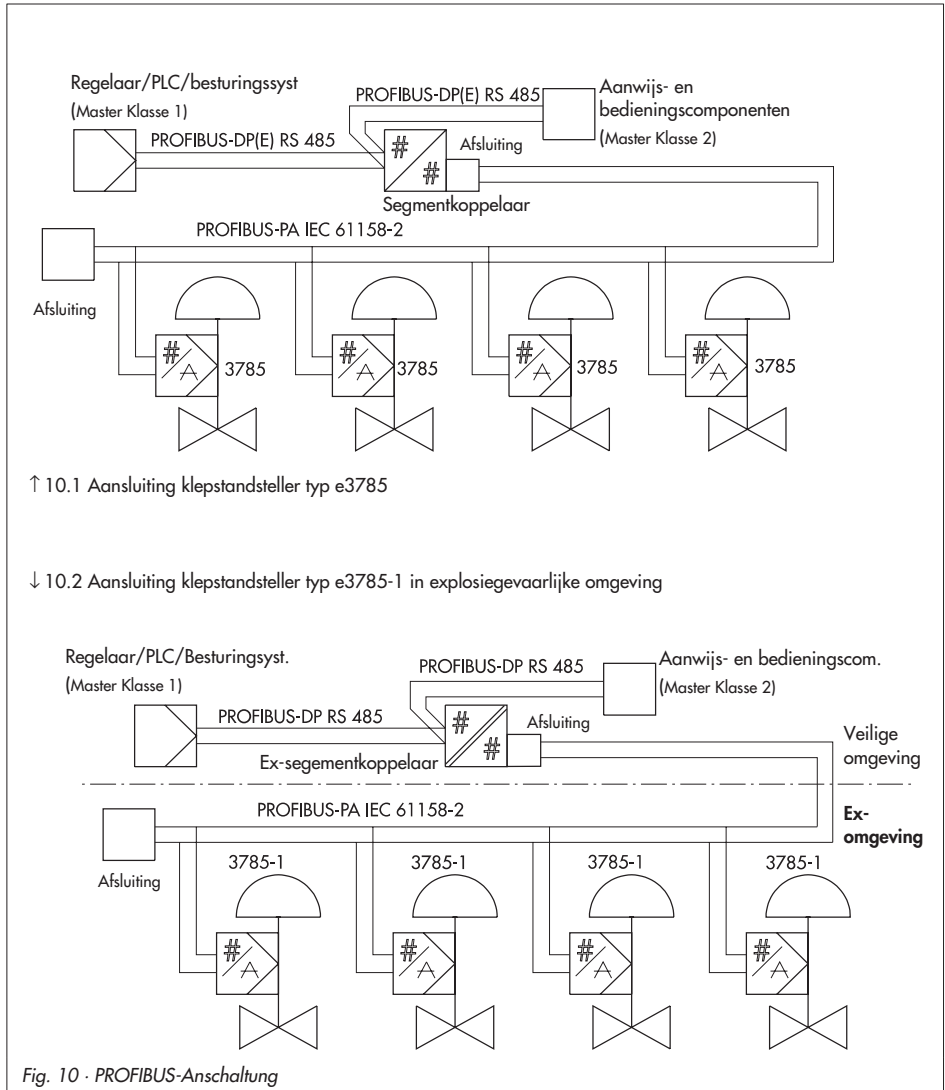 Regelaar/PLC/besturingssyst
(Master Klasse 1)
PROFIBUS-DP(E) RS 485
Aanwijs- en
bedieningscomponenten
(Master Klasse 2)
PROFIBUS-DP(E) RS 485
Afsluiting
#
#
Segmentkoppelaar
PROFIBUS-PA IEC 61158-2
Afsluiting
#
A
3785
#
A
3785
#
A
3785
#
A
3785
↑ 10.1 Aansluiting klepstandsteller typ e3785
↓ 10.2 Aansluiting klepstandsteller typ e3785-1 in explosiegevaarlijke omgeving
Regelaar/PLC/Besturingsyst.
(Master Klasse 1)
PROFIBUS-DP RS 485
Aanwijs- en bedieningscom.
(Master Klasse 2)
PROFIBUS-DP RS 485
Afsluiting
#
#
Ex-segementkoppelaar
Veilige
omgeving
PROFIBUS-PA IEC 61158-2
Ex-
omgeving
Afsluiting
3785-1
3785-1
3785-1
3785-1
#
A
#
A
#
A
#
A
Fig. 10 · PROFIBUS-Anschaltung